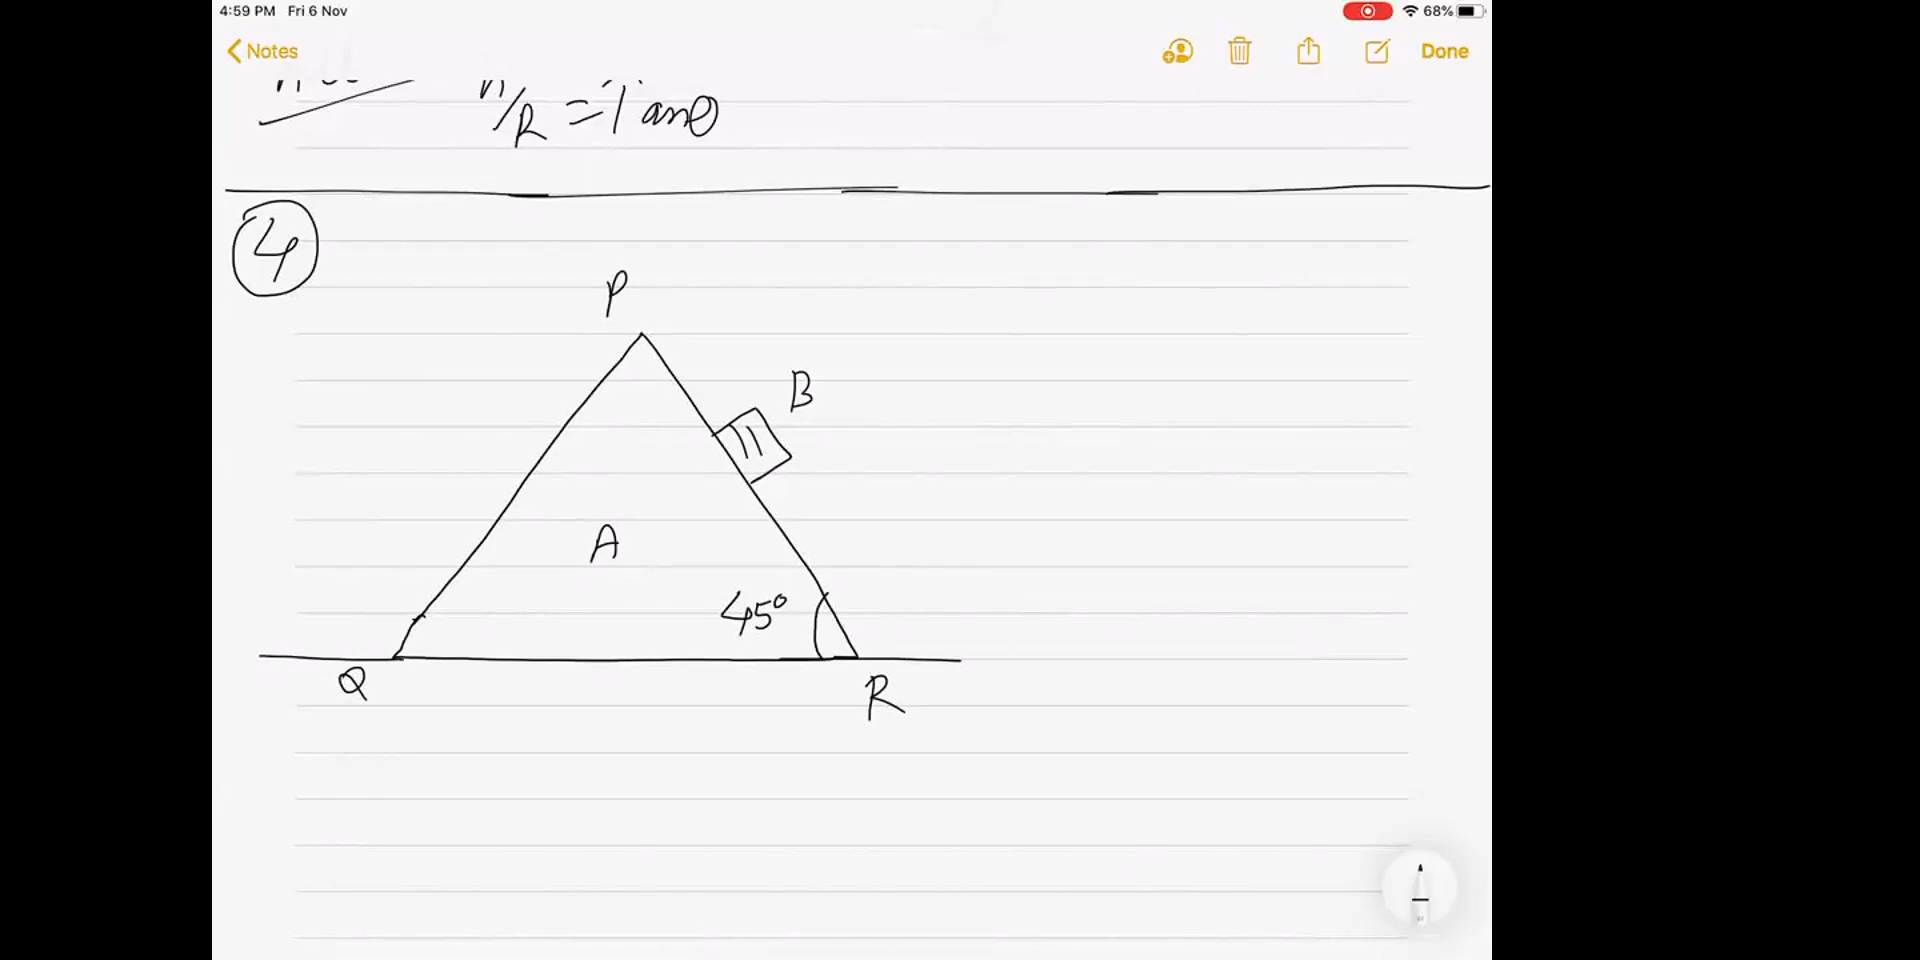 4:59 PM Fri 6 Nov
68%
Notes
Done
/R = Tanθ
4
P
B
A
45°
Q
R